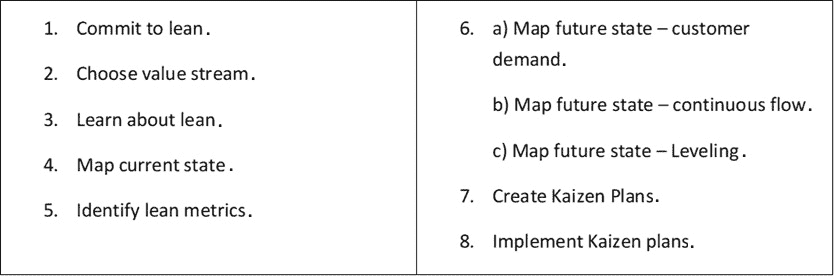 1. Commit to lean.
2. Choose value stream.
3. Learn about lean.
4. Map current state.
5. Identify lean metrics.
6. a) Map future state – customer
demand.
b) Map future state – continuous flow.
c) Map future state – Leveling.
7. Create Kaizen Plans.
8. Implement Kaizen plans.